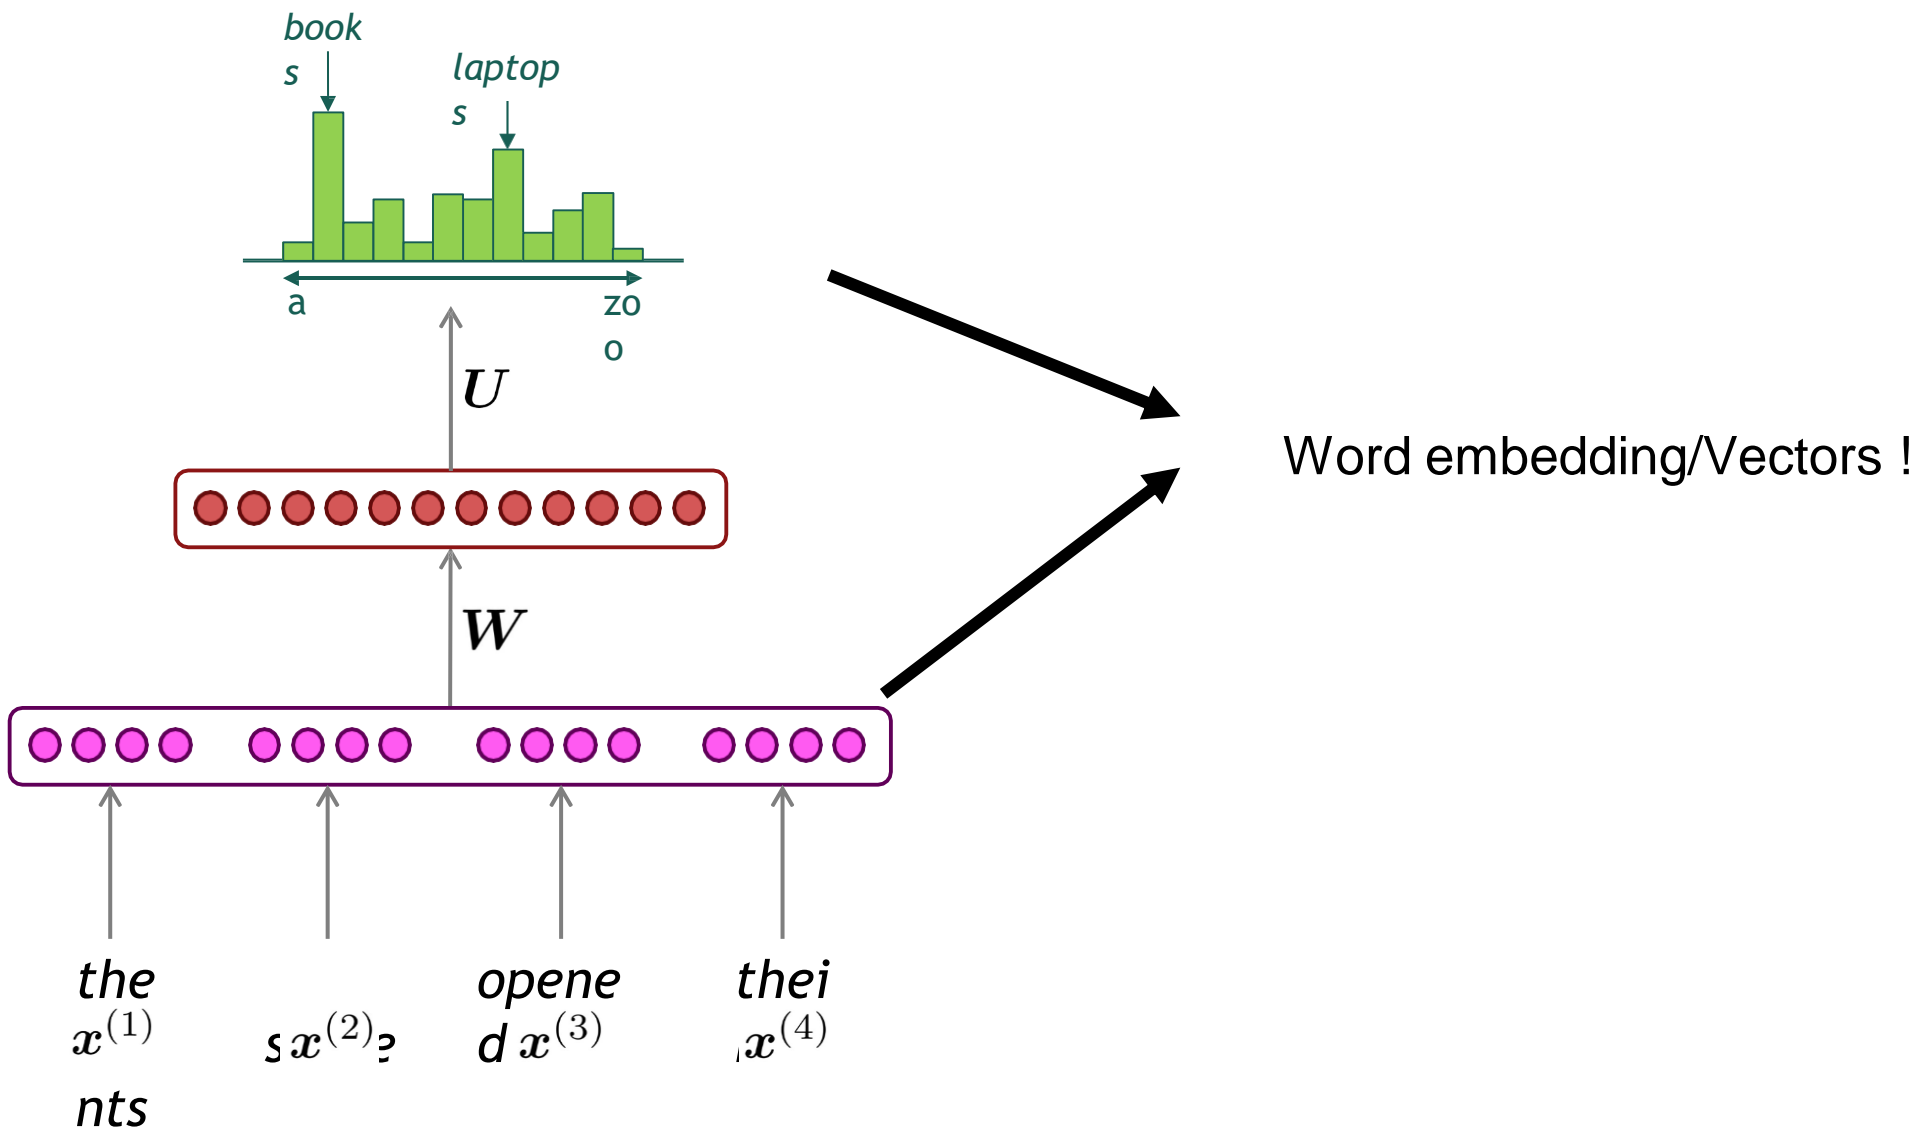 book
s
laptop
s
a
zo
o
U
Word embedding/Vectors !
W
the
opene
thei
x^(1)
x^(2)
d x^(3)
x^(4)
nts